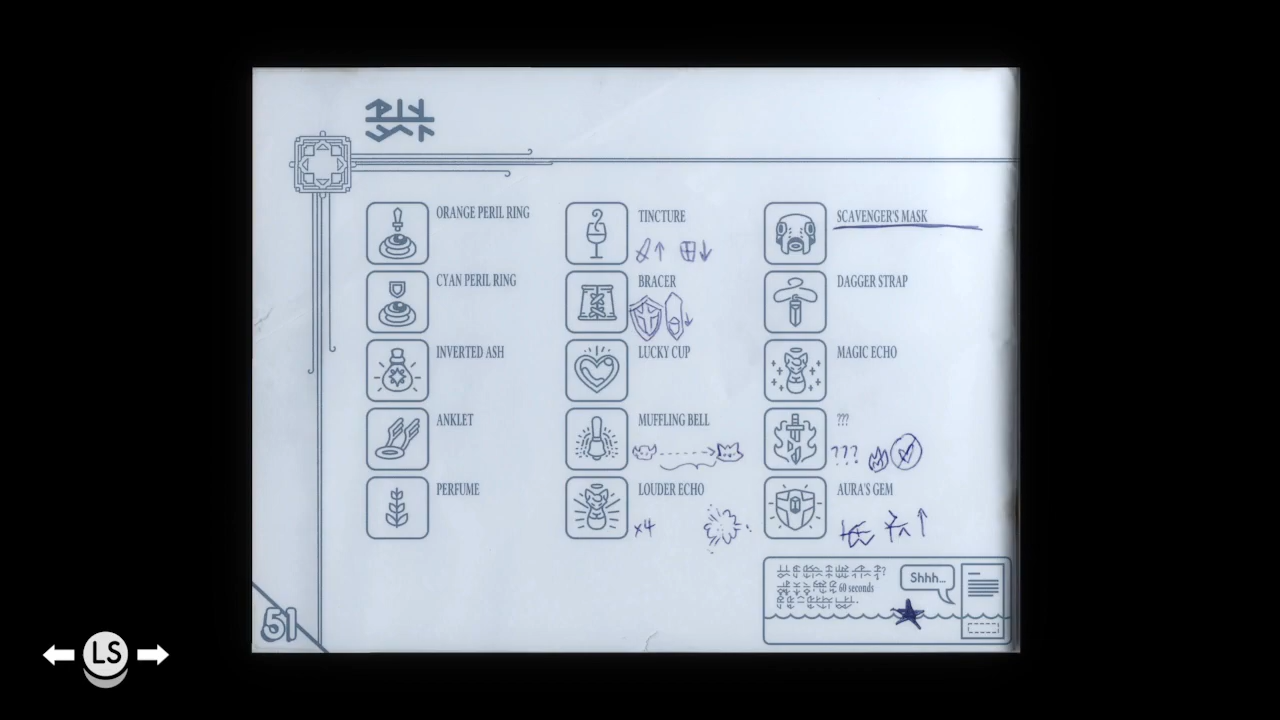 ORANGE PERIL RING
CYAN PERIL RING
INVERTED ASH
ANKLET
PERFUME
TINCTURE
BRACER
LUCKY CUP
MUFFLING BELL
LOUDER ECHO
x4
SCAVENGER'S MASK
DAGGER STRAP
MAGIC ECHO
???
???
AURA'S GEM
60 seconds
Shhh...
51
LS